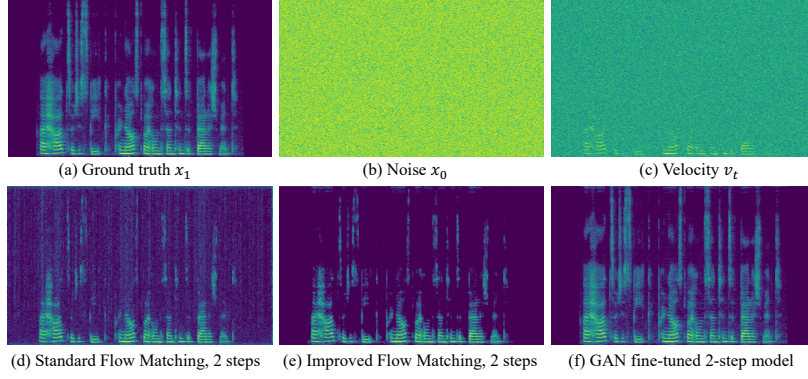 (a) Ground truth x₁
(b) Noise x₀
(c) Velocity vₜ
(d) Standard Flow Matching, 2 steps
(e) Improved Flow Matching, 2 steps
(f) GAN fine-tuned 2-step model